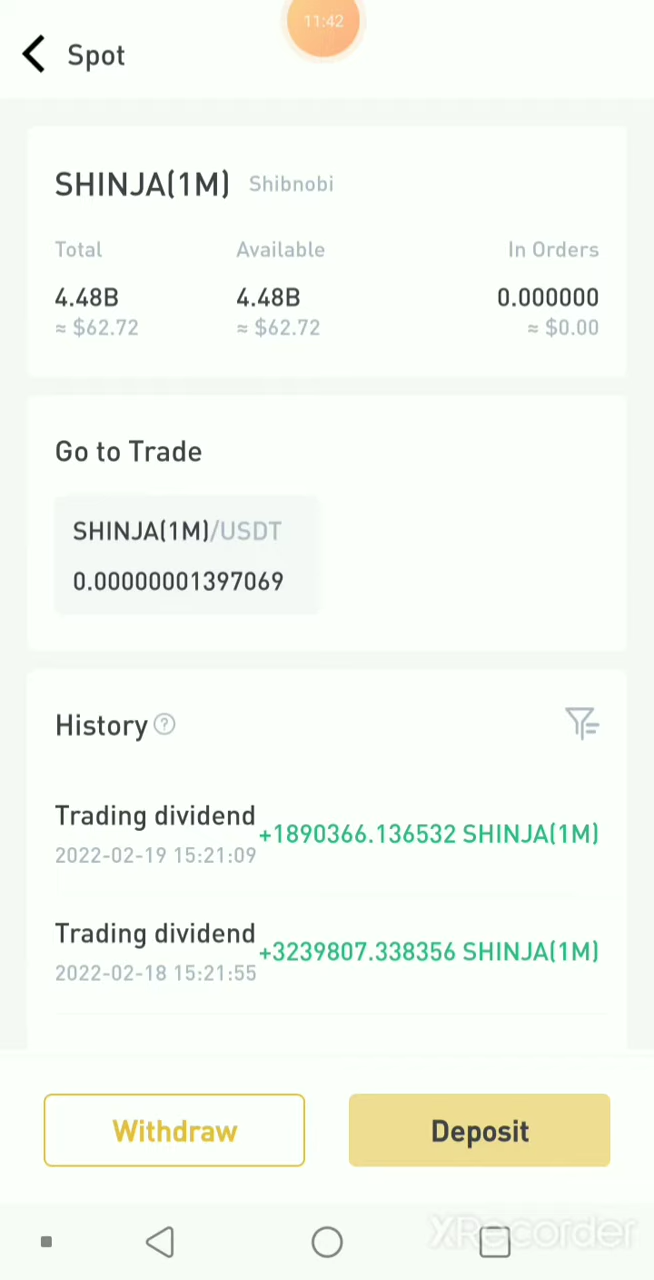 11:42
Spot
SHINJA(1M) Shibnobi
Total Available In Orders
4.48B 4.48B 0.000000
≈ $62.72 ≈ $62.72 ≈ $0.00
Go to Trade
SHINJA(1M)/USDT
0.00000001397069
History ?
Trading dividend
+1890366.136532 SHINJA(1M)
2022-02-19 15:21:09
Trading dividend
+3239807.338356 SHINJA(1M)
2022-02-18 15:21:55
Withdraw Deposit
XRecorder